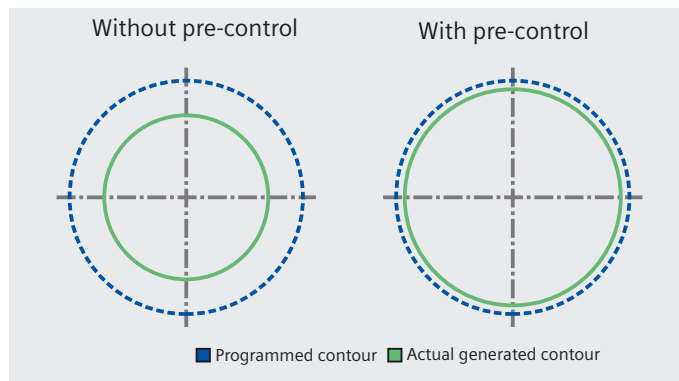 Without pre-control
With pre-control
Programmed contour
Actual generated contour